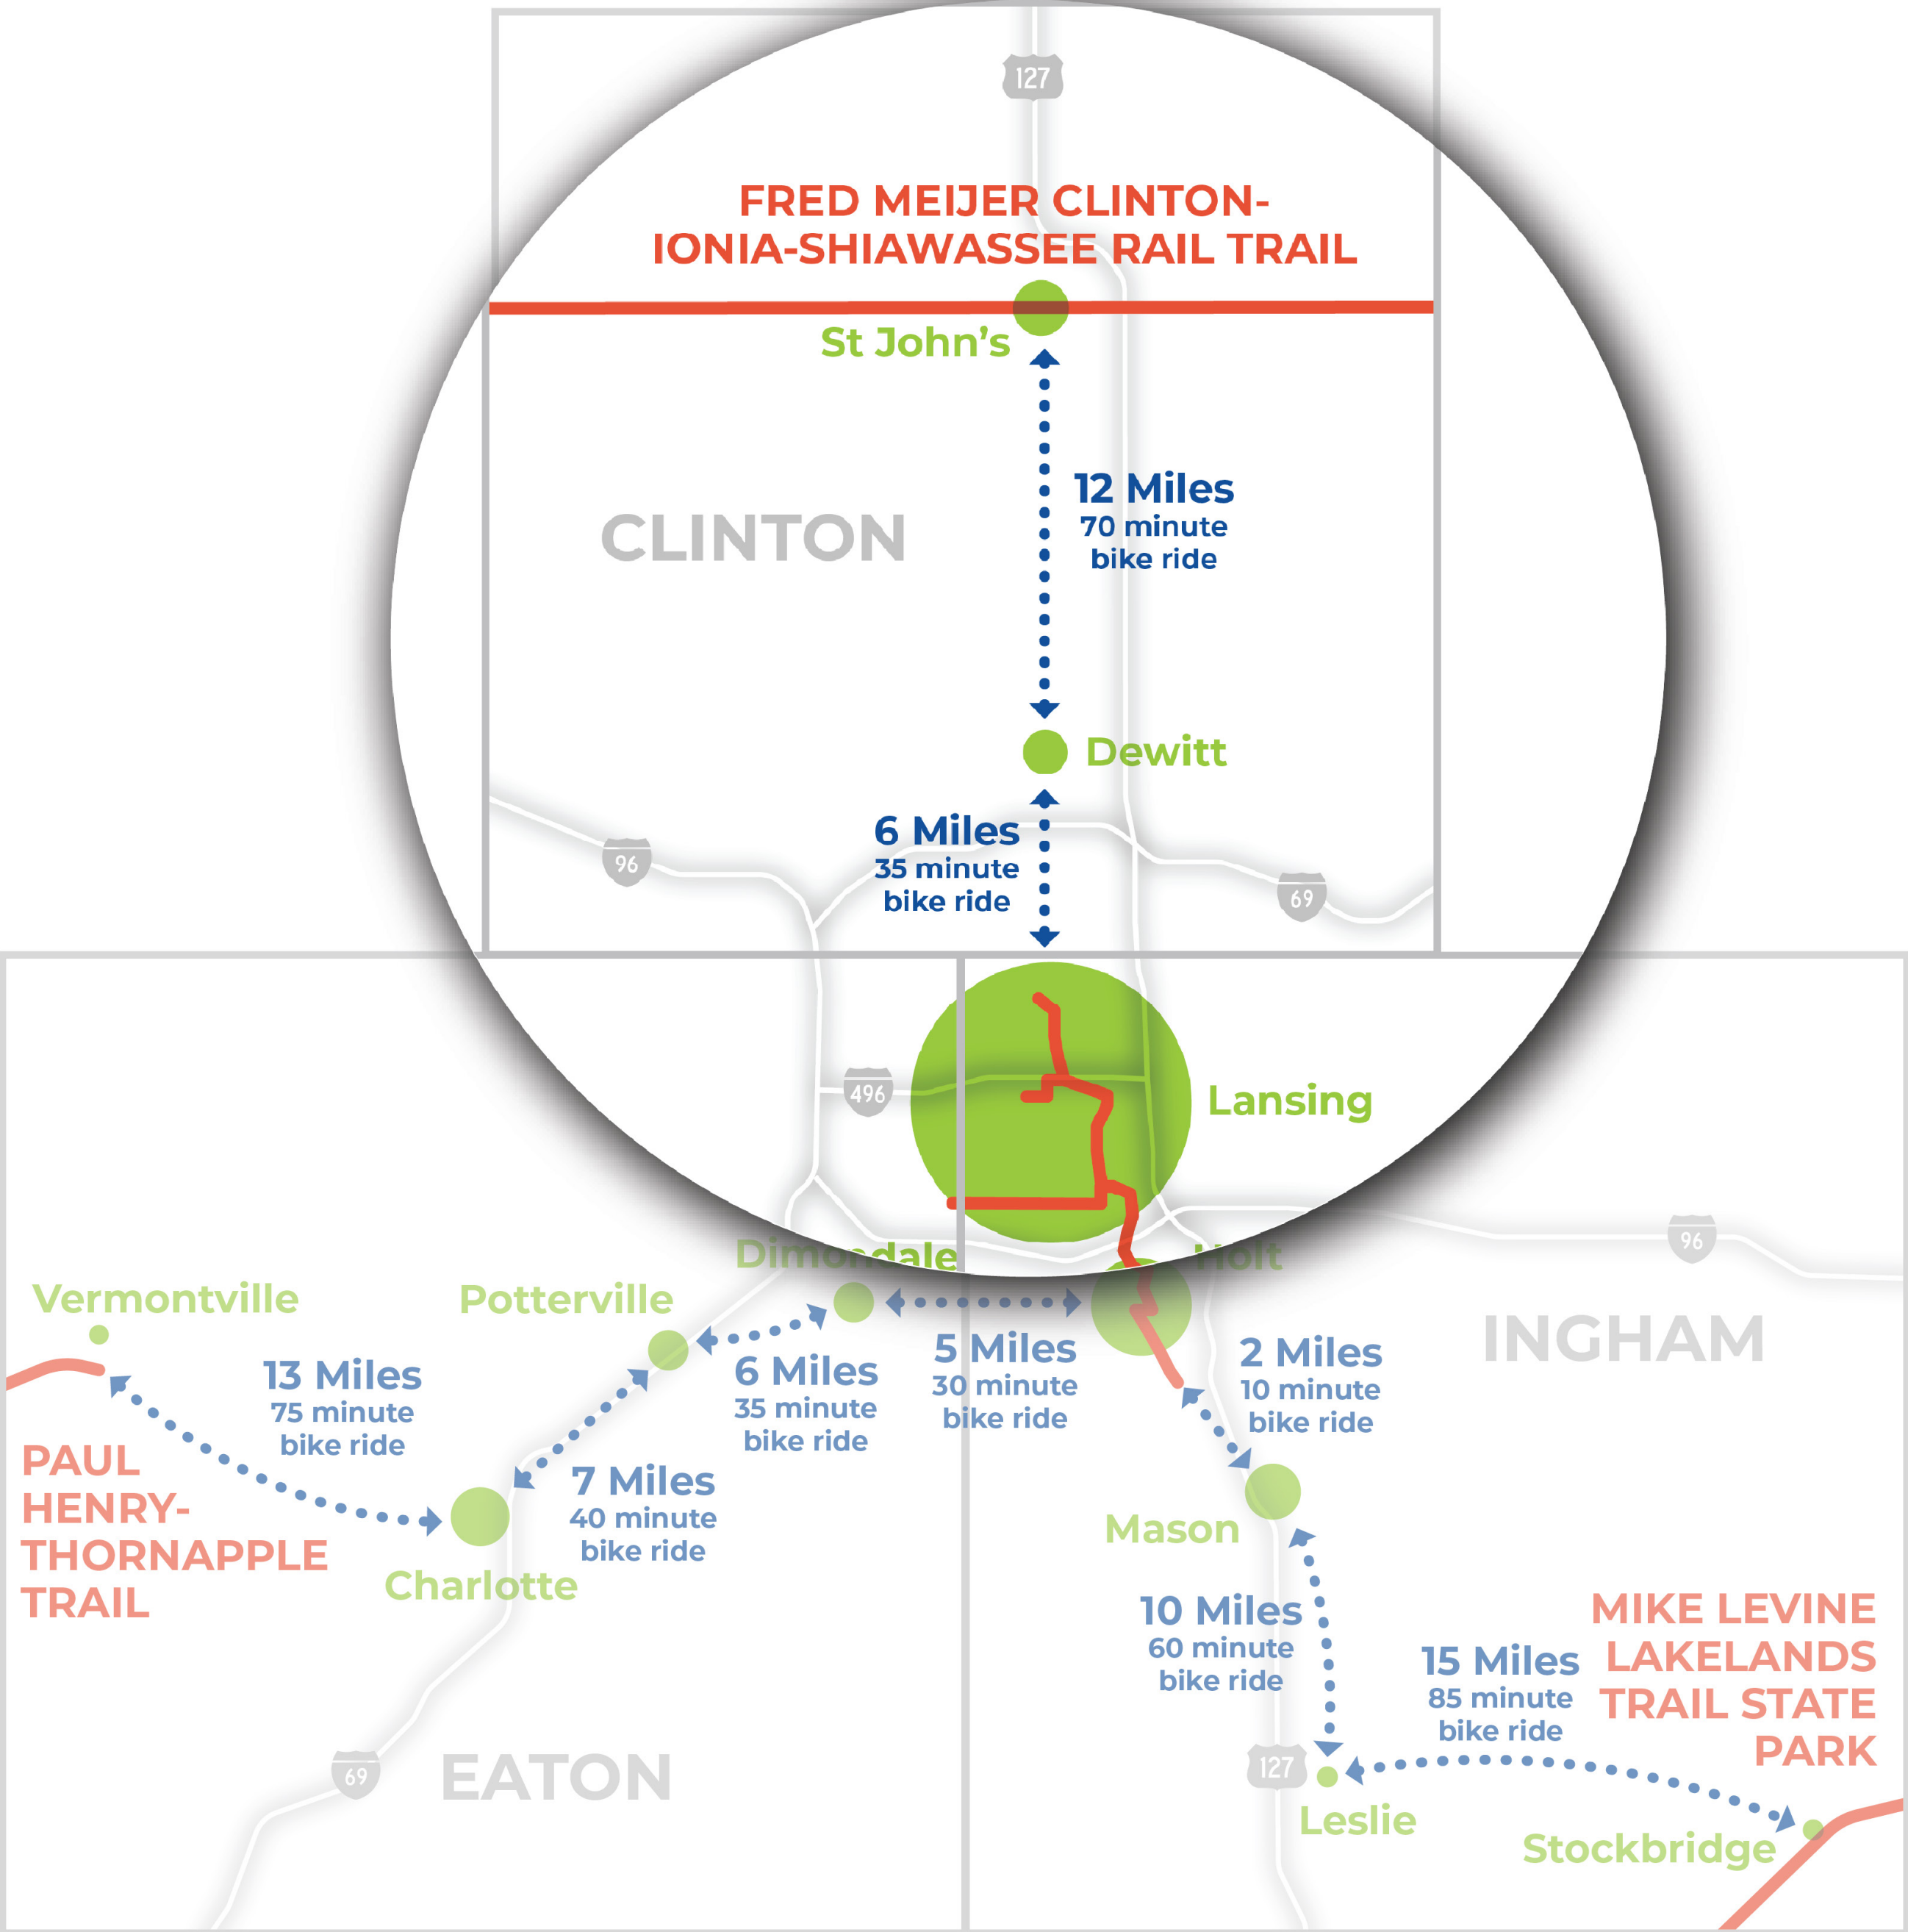 127
FRED MEIJER CLINTON-
IONIA-SHIAWASSEE RAIL TRAIL
St John's
12 Miles
70 minute
bike ride
CLINTON
Dewitt
6 Miles
35 minute
bike ride
96
69
496
Lansing
Dimondale
Holt
96
Vermontville
Potterville
INGHAM
13 Miles
75 minute
bike ride
6 Miles
35 minute
bike ride
5 Miles
30 minute
bike ride
2 Miles
10 minute
bike ride
PAUL
HENRY-
THORNAPPLE
TRAIL
7 Miles
40 minute
bike ride
Charlotte
Mason
10 Miles
60 minute
bike ride
15 Miles
85 minute
bike ride
MIKE LEVINE
LAKELANDS
TRAIL STATE
PARK
69
EATON
127
Leslie
Stockbridge